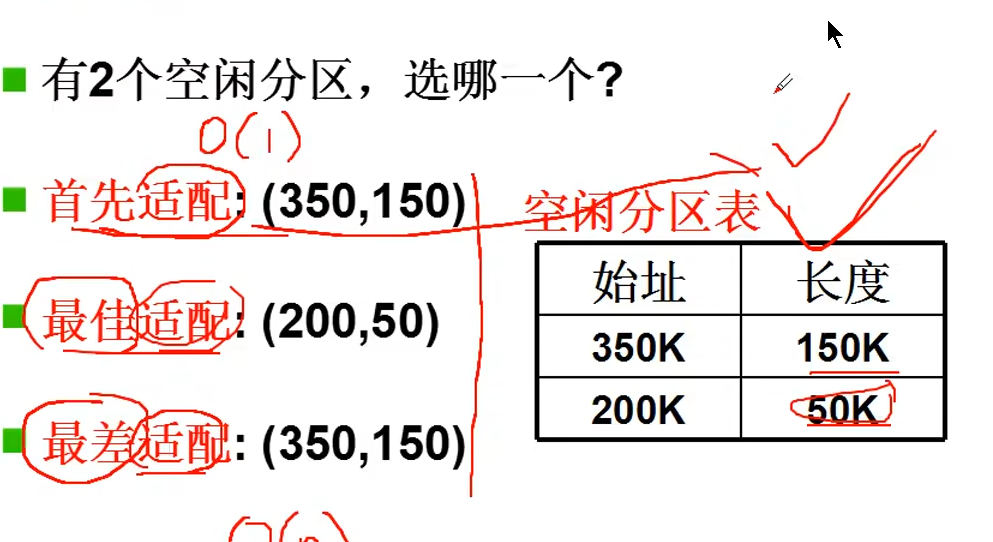 有2个空闲分区，选哪一个?
O(1)
首先适配: (350,150)
空闲分区表
始址 长度
最佳适配: (200,50)
350K 150K
200K 50K
最差适配: (350,150)